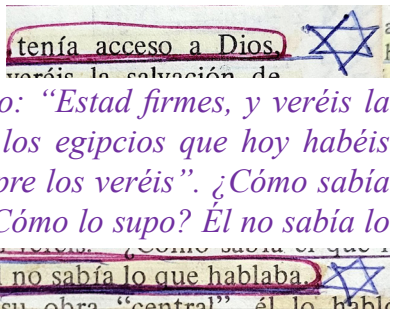 tenía acceso a Dios,
veréis la salvación de
o: “Estad firmes, y veréis la
los egipcios que hoy habéis
pre los veréis”. ¿Cómo sabía
Cómo lo supo? Él no sabía lo
veréis. ¿Cómo sabía él que
no sabía lo que hablaba.
su obra “central” él lo